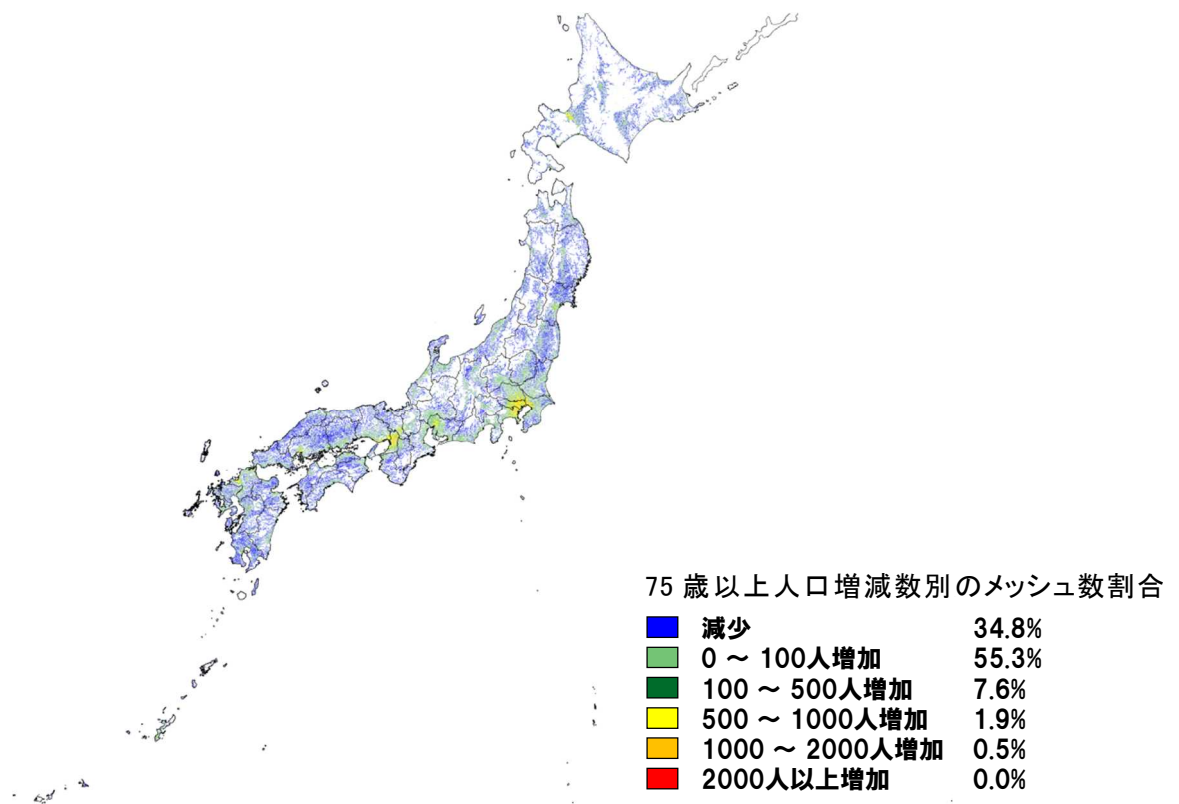 75 歳以上人口増減数別のメッシュ数割合
減少 34.8%
0 ～ 100人増加 55.3%
100 ～ 500人増加 7.6%
500 ～ 1000人増加 1.9%
1000 ～ 2000人増加 0.5%
2000人以上増加 0.0%